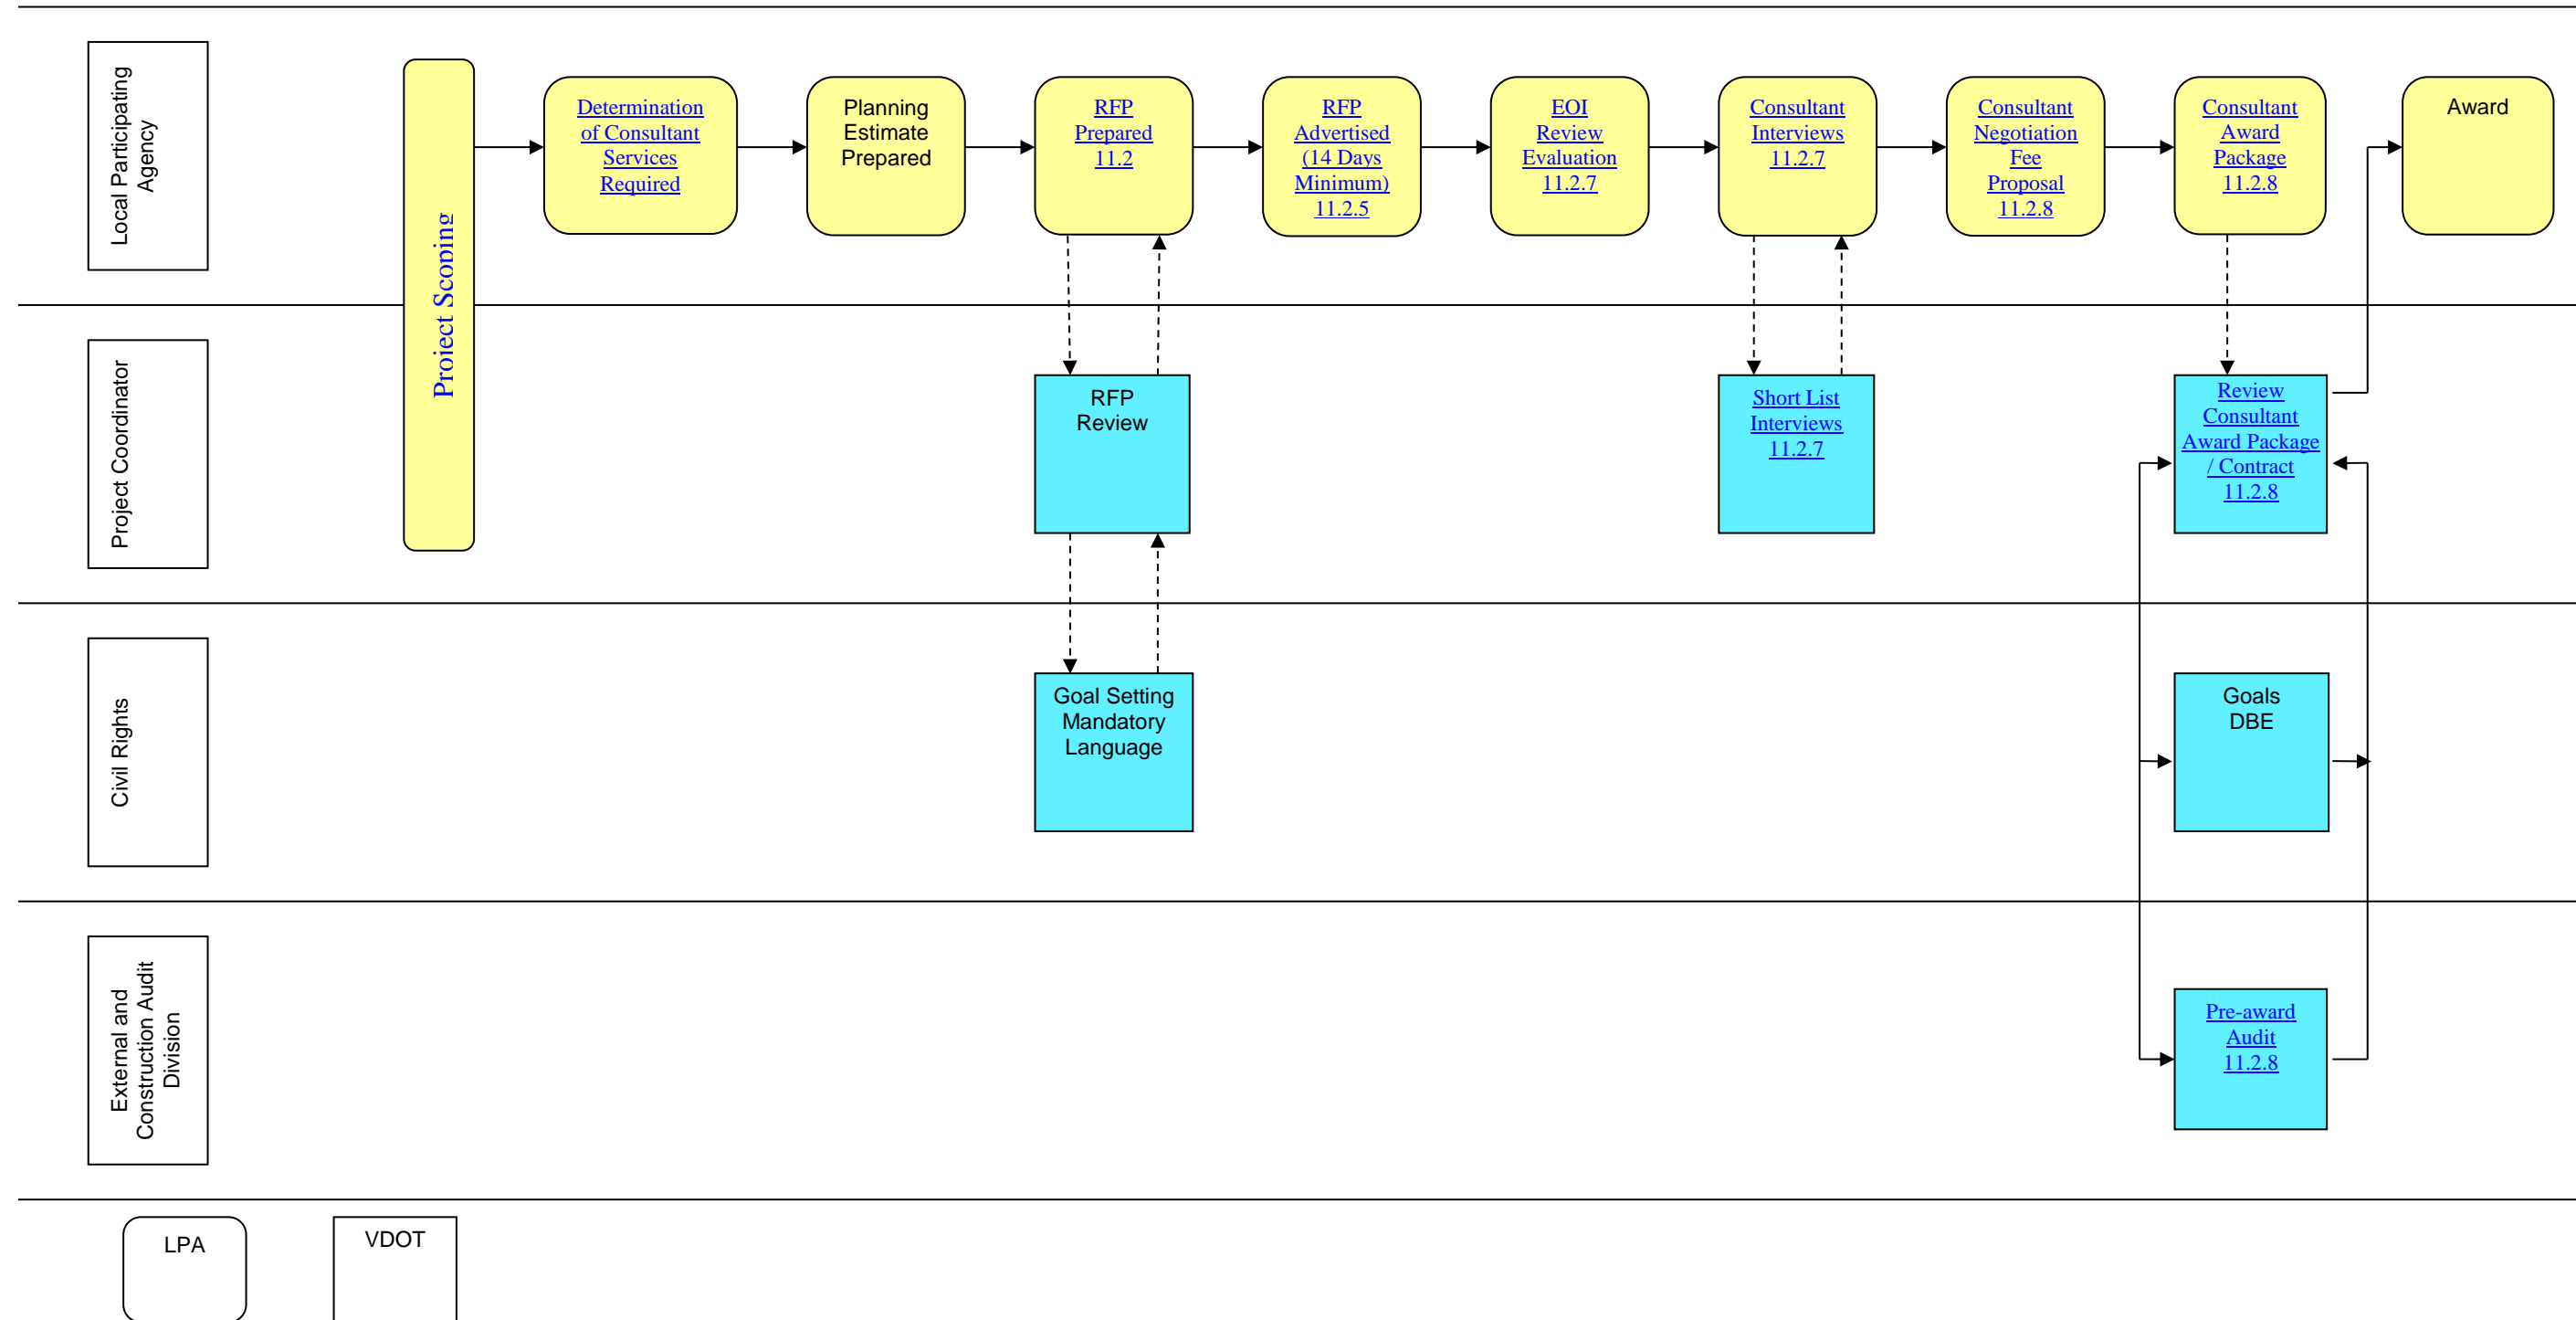 Local Participating
Agency
Project Scoping
Determination
of Consultant
Services
Required
Planning
Estimate
Prepared
RFP
Prepared
11.2
RFP
Advertised
(14 Days
Minimum)
11.2.5
EOI
Review
Evaluation
11.2.7
Consultant
Interviews
11.2.7
Consultant
Negotiation
Fee
Proposal
11.2.8
Consultant
Award
Package
11.2.8
Award
Project Coordinator
RFP
Review
Short List
Interviews
11.2.7
Review
Consultant
Award Package
/ Contract
11.2.8
Civil Rights
Goal Setting
Mandatory
Language
Goals
DBE
External and
Construction Audit
Division
Pre-award
Audit
11.2.8
LPA
VDOT